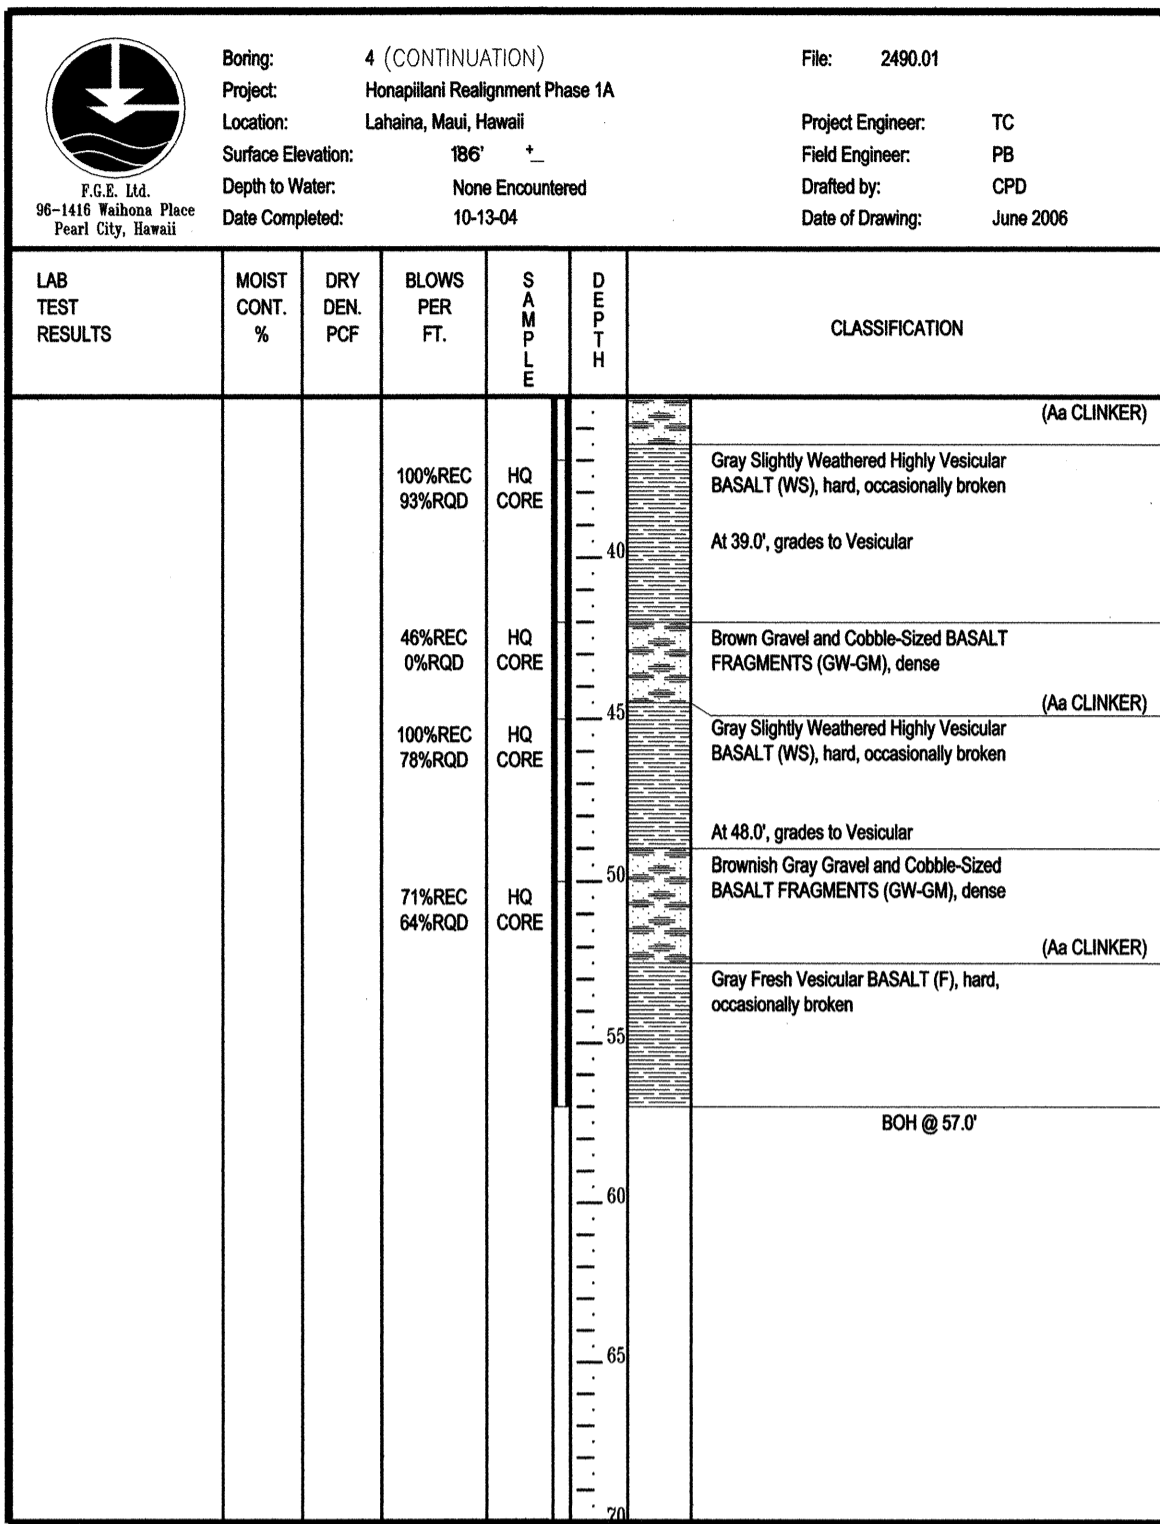 F.G.E. Ltd.
96-1416 Waihona Place
Pearl City, Hawaii
Boring: 4 (CONTINUATION)
Project: Honapiilani Realignment Phase 1A
Location: Lahaina, Maui, Hawaii
Surface Elevation: 186' +_
Depth to Water: None Encountered
Date Completed: 10-13-04
File: 2490.01
Project Engineer: TC
Field Engineer: PB
Drafted by: CPD
Date of Drawing: June 2006
LAB
TEST
RESULTS
MOIST
CONT.
%
DRY
DEN.
PCF
BLOWS
PER
FT.
SAMPLE
DEPTH
CLASSIFICATION
(Aa CLINKER)
100%REC HQ
93%RQD CORE
Gray Slightly Weathered Highly Vesicular
BASALT (WS), hard, occasionally broken
At 39.0', grades to Vesicular
40
46%REC HQ
0%RQD CORE
Brown Gravel and Cobble-Sized BASALT
FRAGMENTS (GW-GM), dense
(Aa CLINKER)
45
100%REC HQ
78%RQD CORE
Gray Slightly Weathered Highly Vesicular
BASALT (WS), hard, occasionally broken
At 48.0', grades to Vesicular
50
71%REC HQ
64%RQD CORE
Brownish Gray Gravel and Cobble-Sized
BASALT FRAGMENTS (GW-GM), dense
(Aa CLINKER)
Gray Fresh Vesicular BASALT (F), hard,
occasionally broken
55
BOH @ 57.0'
60
65
70